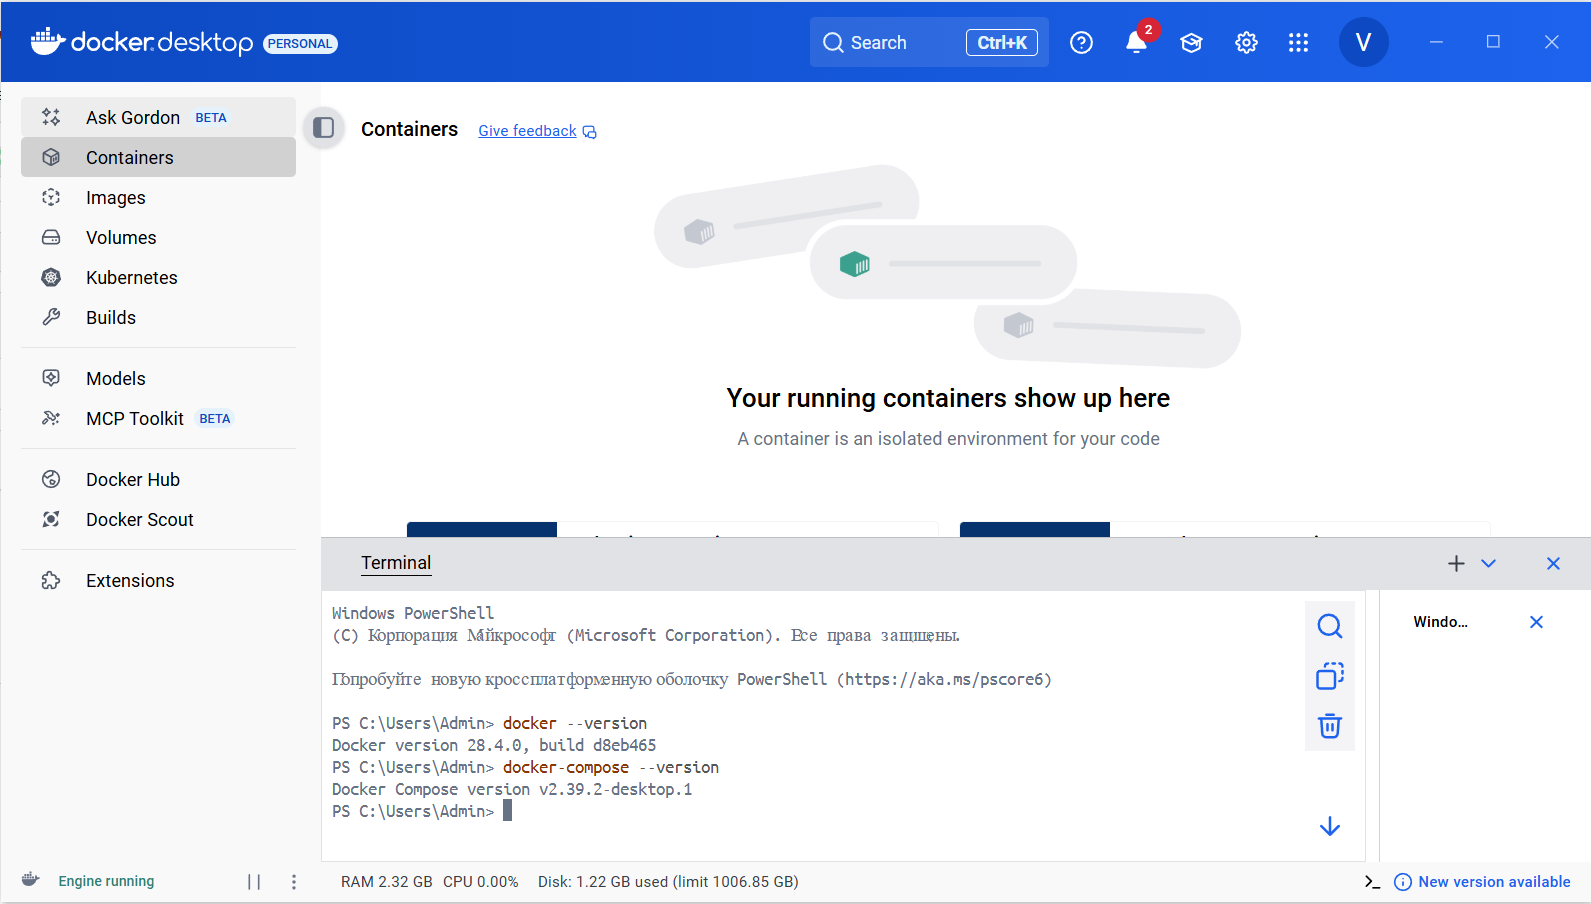 docker.desktop PERSONAL
Search Ctrl+K
2
V
Ask Gordon BETA
Containers
Images
Volumes
Kubernetes
Builds
Models
MCP Toolkit BETA
Docker Hub
Docker Scout
Extensions
Containers Give feedback
Your running containers show up here
A container is an isolated environment for your code
Terminal
Windows PowerShell
(C) Корпорация Майкрософт (Microsoft Corporation). Все права защищены.
Попробуйте новую кроссплатформенную оболочку PowerShell (https://aka.ms/pscore6)
PS C:\Users\Admin> docker --version
Docker version 28.4.0, build d8eb465
PS C:\Users\Admin> docker-compose --version
Docker Compose version v2.39.2-desktop.1
PS C:\Users\Admin>
Windo...
Engine running
RAM 2.32 GB CPU 0.00% Disk: 1.22 GB used (limit 1006.85 GB)
New version available